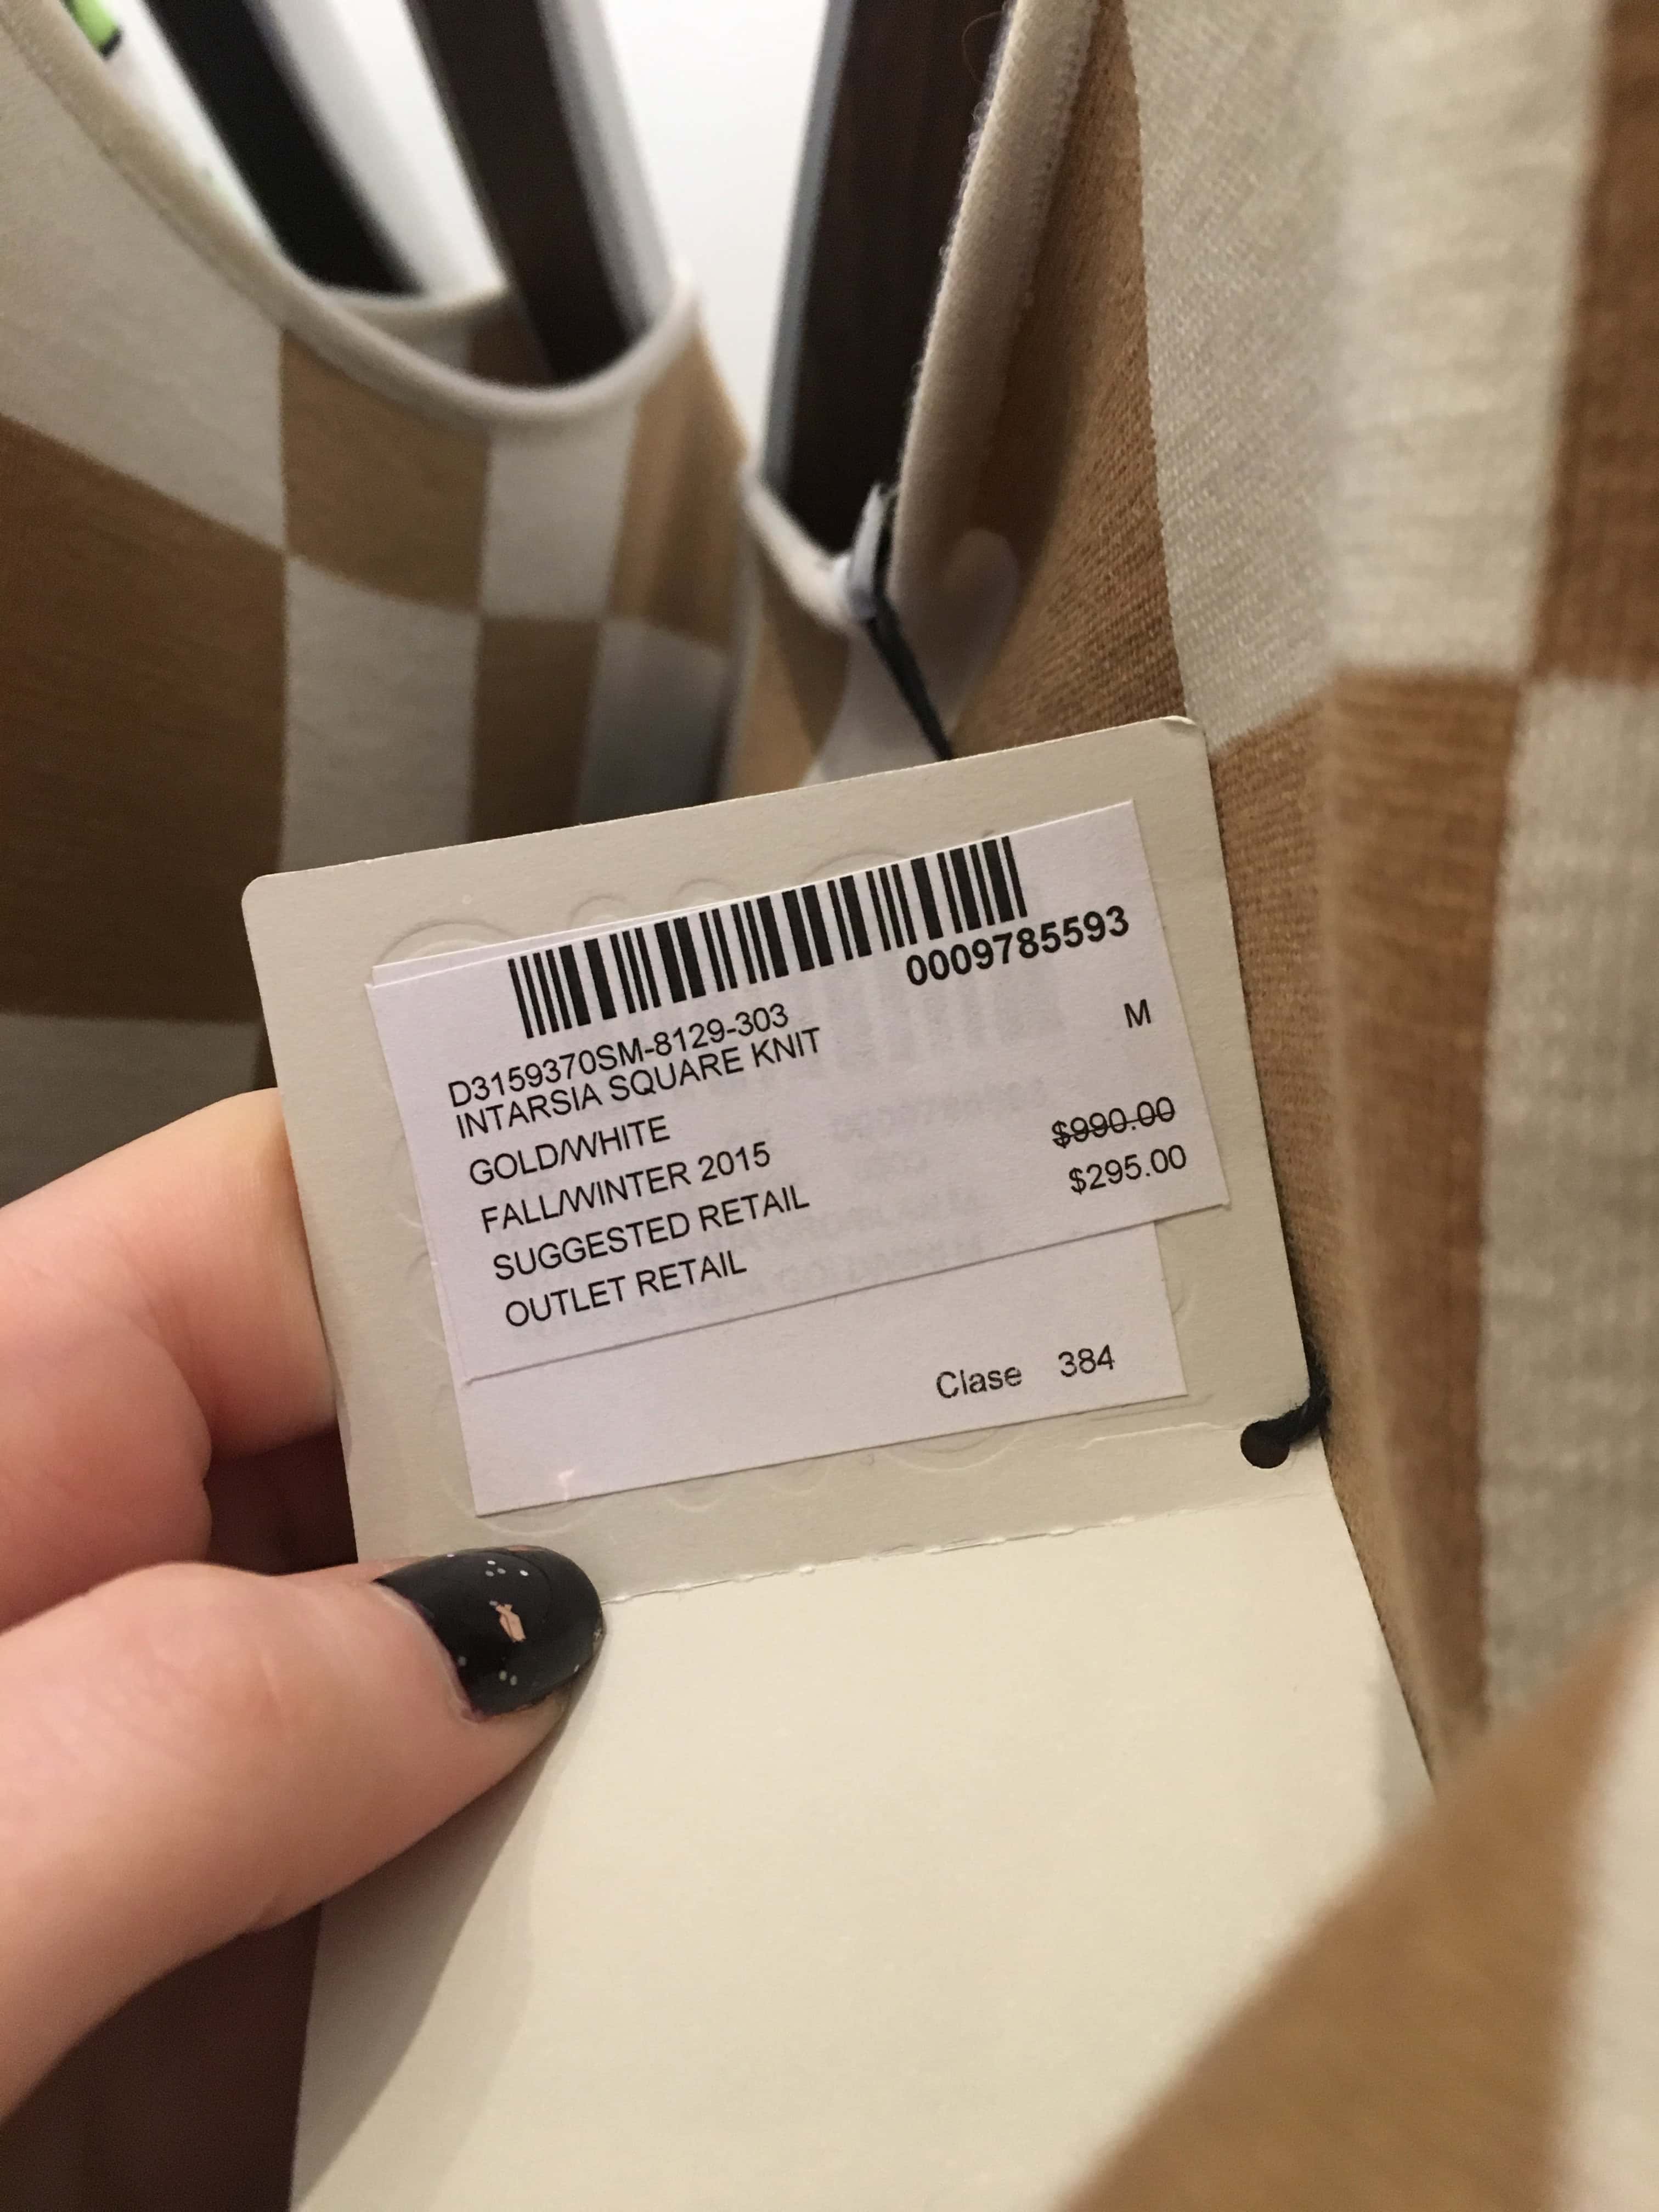 0009785593
D3159370SM-8129-303
INTARSIA SQUARE KNIT M
GOLD/WHITE
FALL/WINTER 2015
SUGGESTED RETAIL $990.00
OUTLET RETAIL $295.00
Clase 384